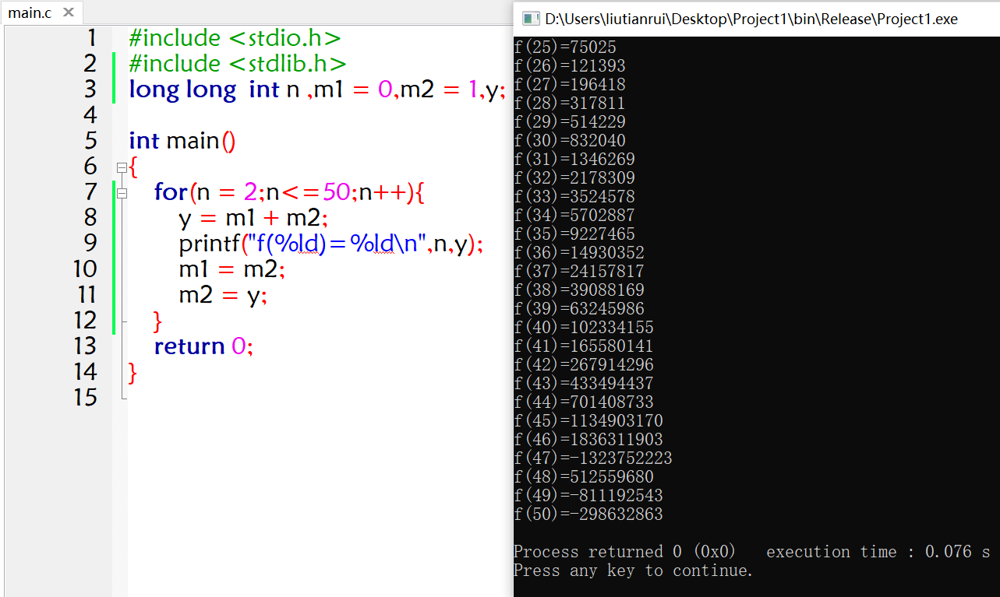 main.c
1 #include <stdio.h>
2 #include <stdlib.h>
3 long long  int n ,m1 = 0,m2 = 1,y;
4
5 int main()
6 {
7     for(n = 2;n<=50;n++){
8         y = m1 + m2;
9         printf("f(%ld)=%ld\n",n,y);
10         m1 = m2;
11         m2 = y;
12     }
13     return 0;
14 }
15
D:\Users\liutianrui\Desktop\Project1\bin\Release\Project1.exe
f(25)=75025
f(26)=121393
f(27)=196418
f(28)=317811
f(29)=514229
f(30)=832040
f(31)=1346269
f(32)=2178309
f(33)=3524578
f(34)=5702887
f(35)=9227465
f(36)=14930352
f(37)=24157817
f(38)=39088169
f(39)=63245986
f(40)=102334155
f(41)=165580141
f(42)=267914296
f(43)=433494437
f(44)=701408733
f(45)=1134903170
f(46)=1836311903
f(47)=-1323752223
f(48)=512559680
f(49)=-811192543
f(50)=-298632863
Process returned 0 (0x0)   execution time : 0.076 s
Press any key to continue.